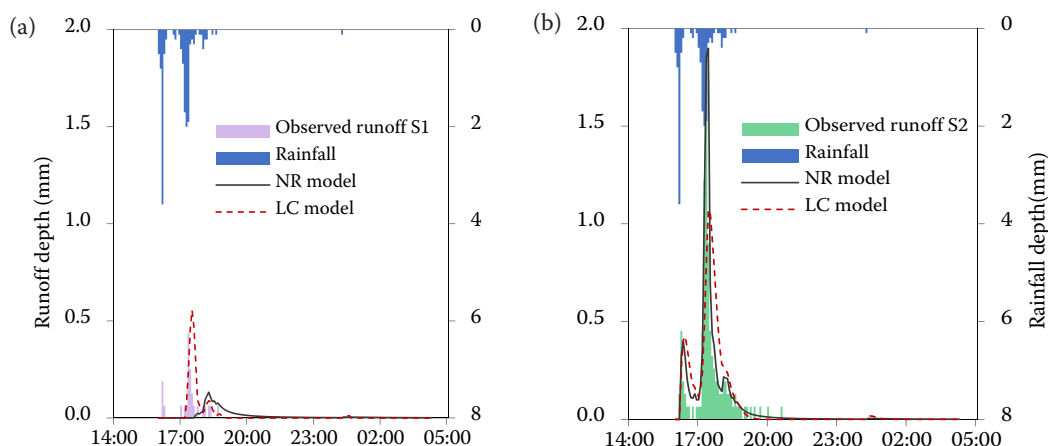 (a)
2.0
1.5
1.0
0.5
0.0
Runoff depth (mm)
0
2
4
6
8
14:00 17:00 20:00 23:00 02:00 05:00
Observed runoff S1
Rainfall
NR model
LC model
(b)
2.0
1.5
1.0
0.5
0.0
0
2
4
6
8
Rainfall depth(mm)
14:00 17:00 20:00 23:00 02:00 05:00
Observed runoff S2
Rainfall
NR model
LC model